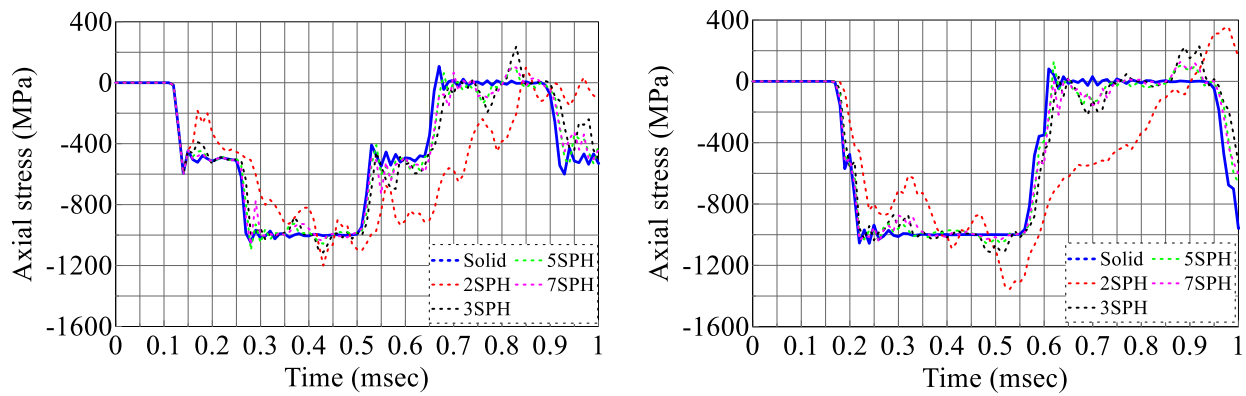 400
0
-400
-800
-1200
-1600
0 0.1 0.2 0.3 0.4 0.5 0.6 0.7 0.8 0.9 1
Axial stress (MPa)
Time (msec)
Solid 5SPH
2SPH 7SPH
3SPH
400
0
-400
-800
-1200
-1600
0 0.1 0.2 0.3 0.4 0.5 0.6 0.7 0.8 0.9 1
Axial stress (MPa)
Time (msec)
Solid 5SPH
2SPH 7SPH
3SPH